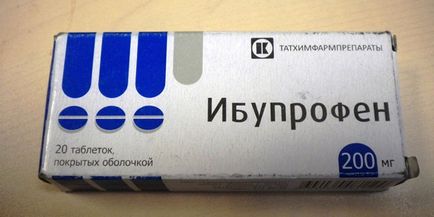 ТАТХИМФАРМПРЕПАРАТЫ
Ибупрофен
20 таблеток,
покрытых оболочкой
200 мг